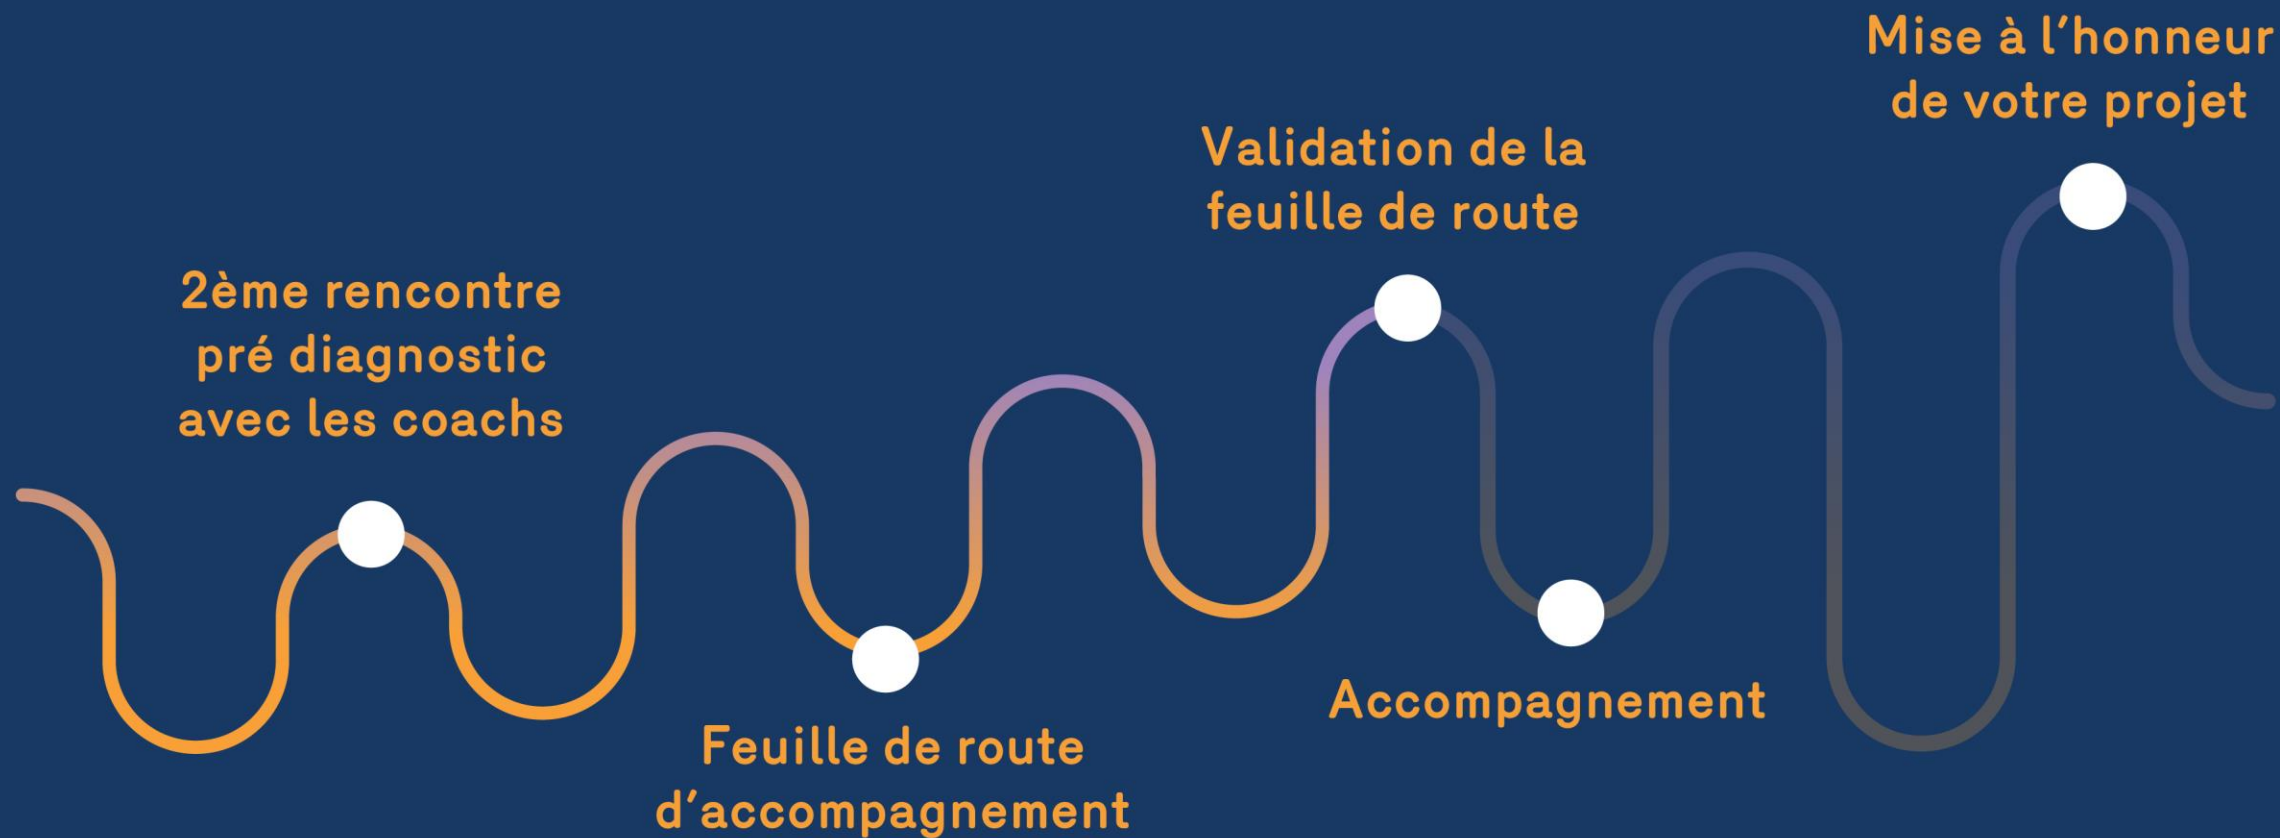 2ème rencontre
pré diagnostic
avec les coachs
Feuille de route
d'accompagnement
Validation de la
feuille de route
Accompagnement
Mise à l'honneur
de votre projet